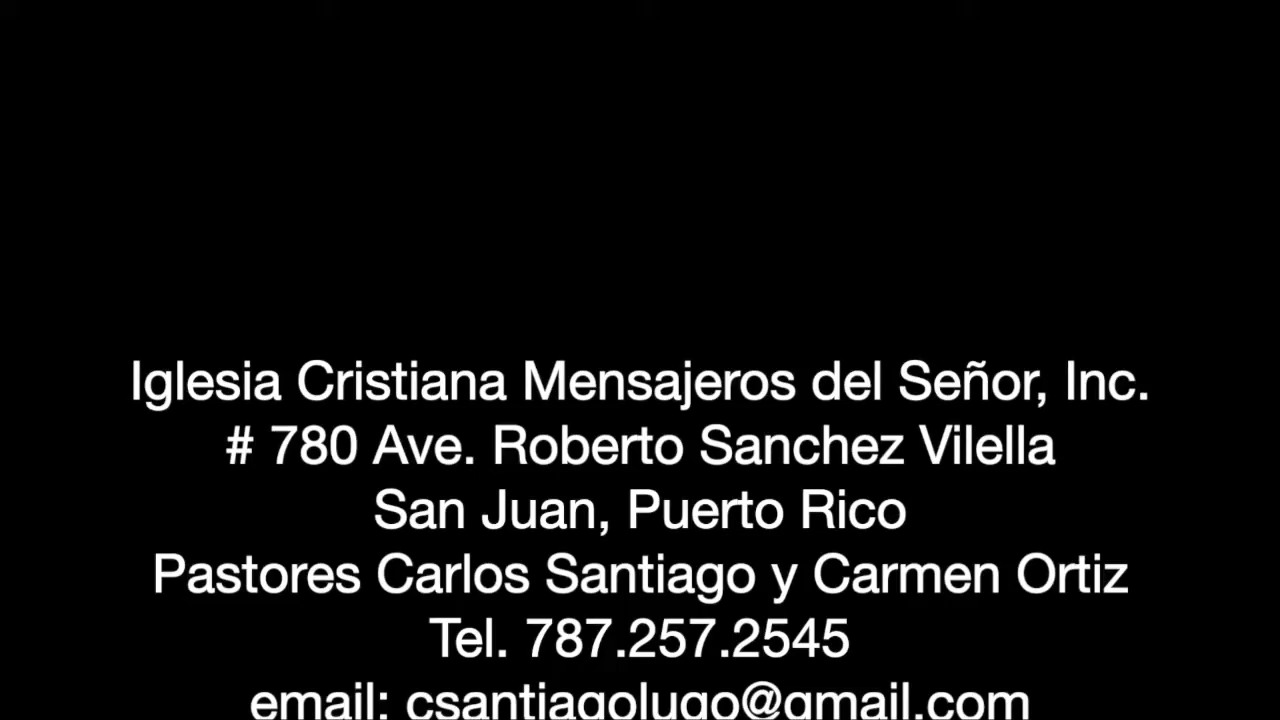 Iglesia Cristiana Mensajeros del Señor, Inc.
# 780 Ave. Roberto Sanchez Vilella
San Juan, Puerto Rico
Pastores Carlos Santiago y Carmen Ortiz
Tel. 787.257.2545
email: csantiagolugo@gmail.com